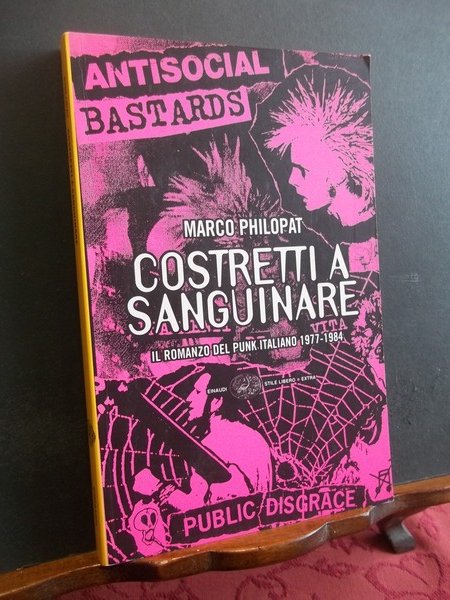 ANTISOCIAL
BASTARDS
MARCO PHILOPAT
COSTRETTI A
SANGUINARE
VITA
IL ROMANZO DEL PUNK ITALIANO 1977-1984
EINAUDI
STILE LIBERO = EXTRA
PUBLIC DISGRACE